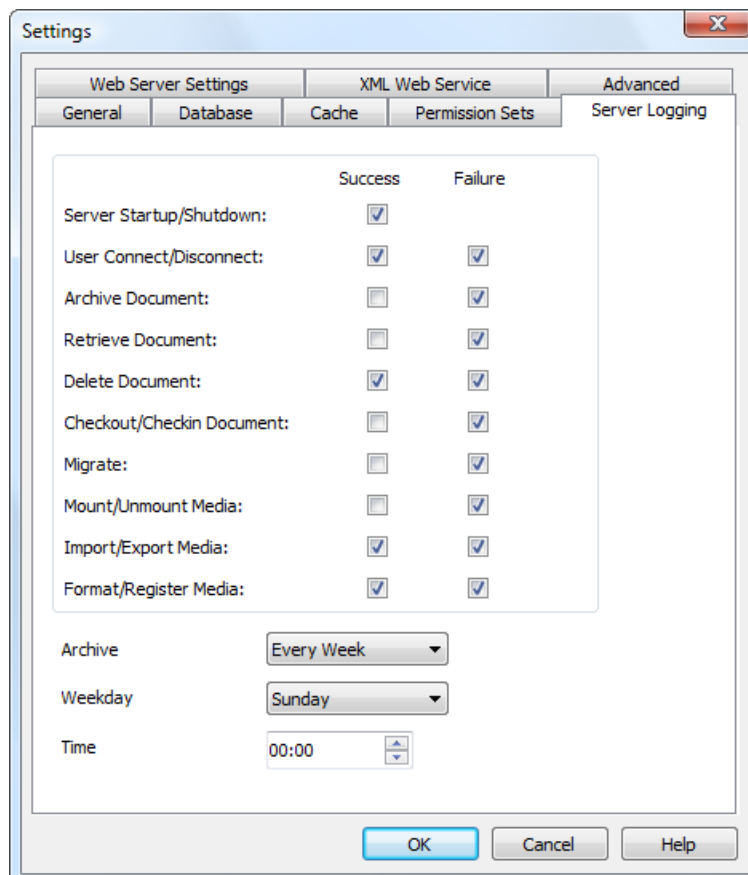 Settings
Web Server Settings XML Web Service Advanced
General Database Cache Permission Sets Server Logging
Success Failure
Server Startup/Shutdown:
User Connect/Disconnect:
Archive Document:
Retrieve Document:
Delete Document:
Checkout/Checkin Document:
Migrate:
Mount/Unmount Media:
Import/Export Media:
Format/Register Media:
Archive Every Week
Weekday Sunday
Time 00:00
OK Cancel Help